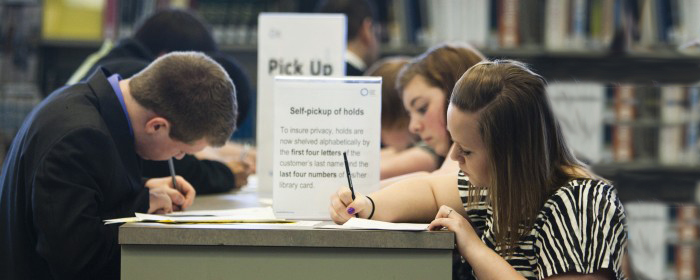 Pick Up
Self-pickup of holds
To insure privacy, holds are
now shelved alphabetically by
the first four letters of the
customer's last name and the
last four numbers of his/her
library card.